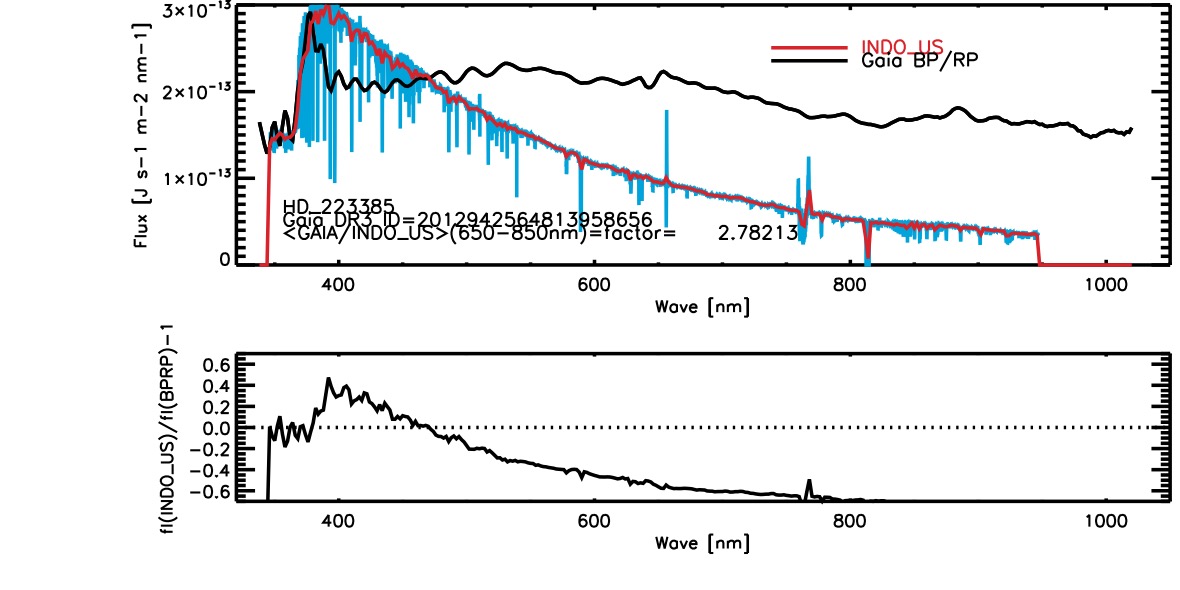 3×10−13
2×10−13
1×10−13
0
Flux [J s−1 m−2 nm−1]
INDO_US
Gaia BP/RP
HD_223385
Gaia DR3 ID=2012942564813958656
<GAIA/INDO_US>(650−850nm)=factor= 2.78213
400 600 800 1000
Wave [nm]
fl(INDO_US)/fl(BPRP)−1
0.6
0.4
0.2
0.0
−0.2
−0.4
−0.6
400 600 800 1000
Wave [nm]